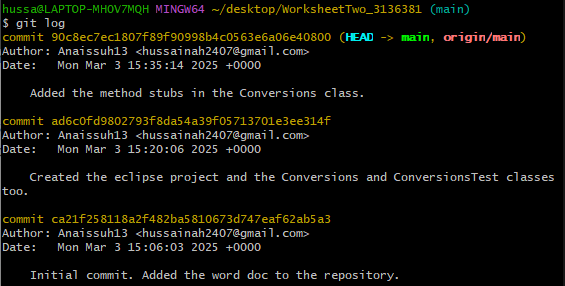 hussa@LAPTOP-MHOV7MQH MINGW64 ~/desktop/WorksheetTwo_3136381 (main)
$ git log
commit 90c8ec7ec1807f89f90998b4c0563e6a06e40800 (HEAD -> main, origin/main)
Author: Anaissuh13 <hussainah2407@gmail.com>
Date:   Mon Mar 3 15:35:14 2025 +0000
    Added the method stubs in the Conversions class.
commit ad6c0fd9802793f8da54a39f05713701e3ee314f
Author: Anaissuh13 <hussainah2407@gmail.com>
Date:   Mon Mar 3 15:20:06 2025 +0000
    Created the eclipse project and the Conversions and ConversionsTest classes
too.
commit ca21f258118a2f482ba5810673d747eaf62ab5a3
Author: Anaissuh13 <hussainah2407@gmail.com>
Date:   Mon Mar 3 15:06:03 2025 +0000
    Initial commit. Added the word doc to the repository.